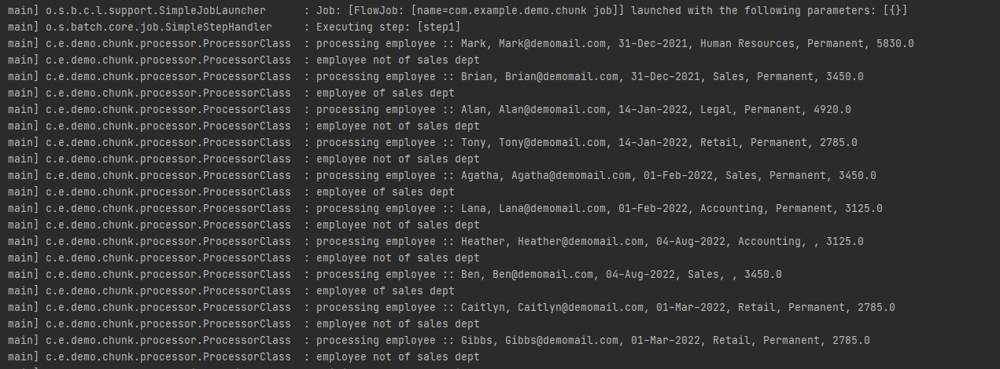 main] o.s.b.c.l.support.SimpleJobLauncher      : Job: [FlowJob: [name=com.example.demo.chunk job]] launched with the following parameters: [{}]
main] o.s.batch.core.job.SimpleStepHandler     : Executing step: [step1]
main] c.e.demo.chunk.processor.ProcessorClass  : processing employee :: Mark, Mark@demomail.com, 31-Dec-2021, Human Resources, Permanent, 5830.0
main] c.e.demo.chunk.processor.ProcessorClass  : employee not of sales dept
main] c.e.demo.chunk.processor.ProcessorClass  : processing employee :: Brian, Brian@demomail.com, 31-Dec-2021, Sales, Permanent, 3450.0
main] c.e.demo.chunk.processor.ProcessorClass  : employee of sales dept
main] c.e.demo.chunk.processor.ProcessorClass  : processing employee :: Alan, Alan@demomail.com, 14-Jan-2022, Legal, Permanent, 4920.0
main] c.e.demo.chunk.processor.ProcessorClass  : employee not of sales dept
main] c.e.demo.chunk.processor.ProcessorClass  : processing employee :: Tony, Tony@demomail.com, 14-Jan-2022, Retail, Permanent, 2785.0
main] c.e.demo.chunk.processor.ProcessorClass  : employee not of sales dept
main] c.e.demo.chunk.processor.ProcessorClass  : processing employee :: Agatha, Agatha@demomail.com, 01-Feb-2022, Sales, Permanent, 3450.0
main] c.e.demo.chunk.processor.ProcessorClass  : employee of sales dept
main] c.e.demo.chunk.processor.ProcessorClass  : processing employee :: Lana, Lana@demomail.com, 01-Feb-2022, Accounting, Permanent, 3125.0
main] c.e.demo.chunk.processor.ProcessorClass  : employee not of sales dept
main] c.e.demo.chunk.processor.ProcessorClass  : processing employee :: Heather, Heather@demomail.com, 04-Aug-2022, Accounting, , 3125.0
main] c.e.demo.chunk.processor.ProcessorClass  : employee not of sales dept
main] c.e.demo.chunk.processor.ProcessorClass  : processing employee :: Ben, Ben@demomail.com, 04-Aug-2022, Sales, , 3450.0
main] c.e.demo.chunk.processor.ProcessorClass  : employee of sales dept
main] c.e.demo.chunk.processor.ProcessorClass  : processing employee :: Caitlyn, Caitlyn@demomail.com, 01-Mar-2022, Retail, Permanent, 2785.0
main] c.e.demo.chunk.processor.ProcessorClass  : employee not of sales dept
main] c.e.demo.chunk.processor.ProcessorClass  : processing employee :: Gibbs, Gibbs@demomail.com, 01-Mar-2022, Retail, Permanent, 2785.0
main] c.e.demo.chunk.processor.ProcessorClass  : employee not of sales dept